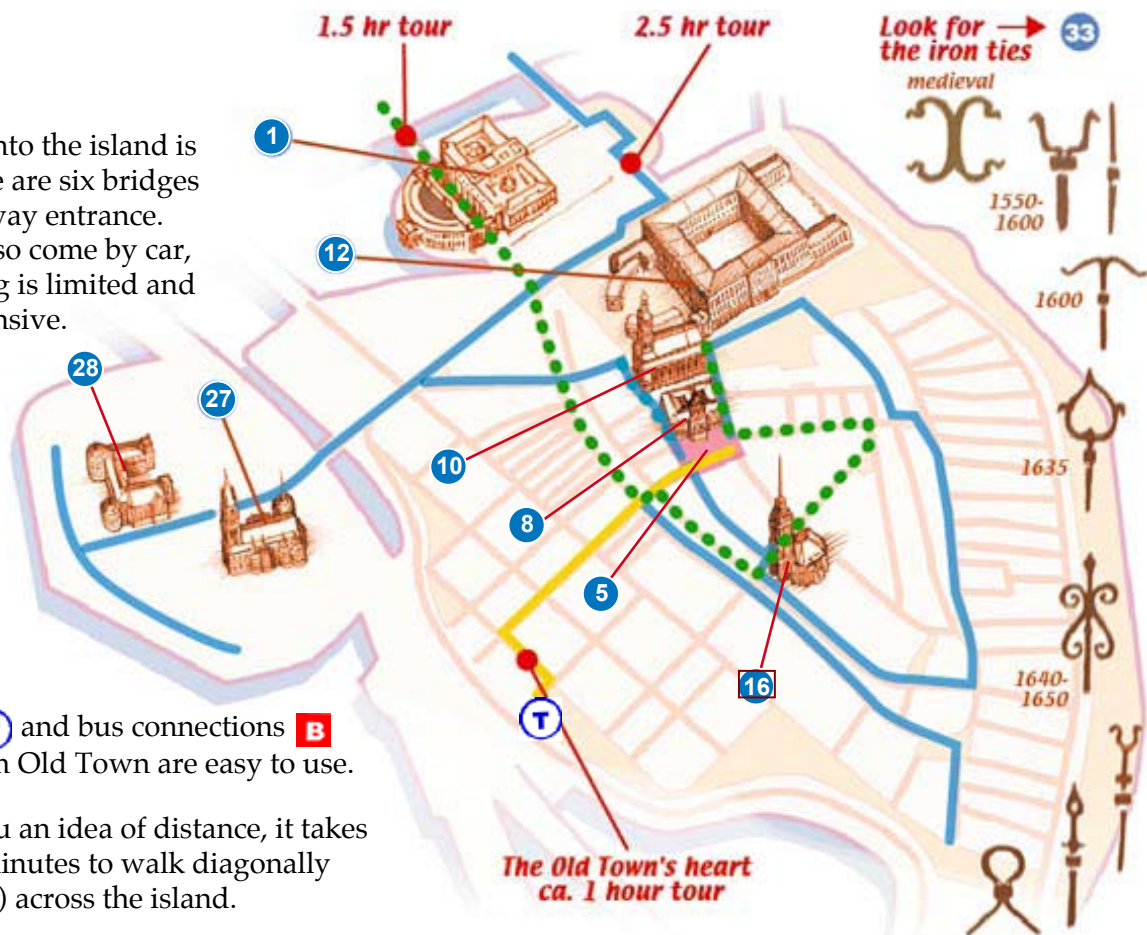 1.5 hr tour
2.5 hr tour
Look for
the iron ties
33
medieval
1
nto the island is
e are six bridges
way entrance.
so come by car,
g is limited and
nsive.
1550-
1600
12
1600
28
27
10
1635
8
5
16
1640-
1650
T
and bus connections B
n Old Town are easy to use.
u an idea of distance, it takes
minutes to walk diagonally
) across the island.
The Old Town's heart
ca. 1 hour tour